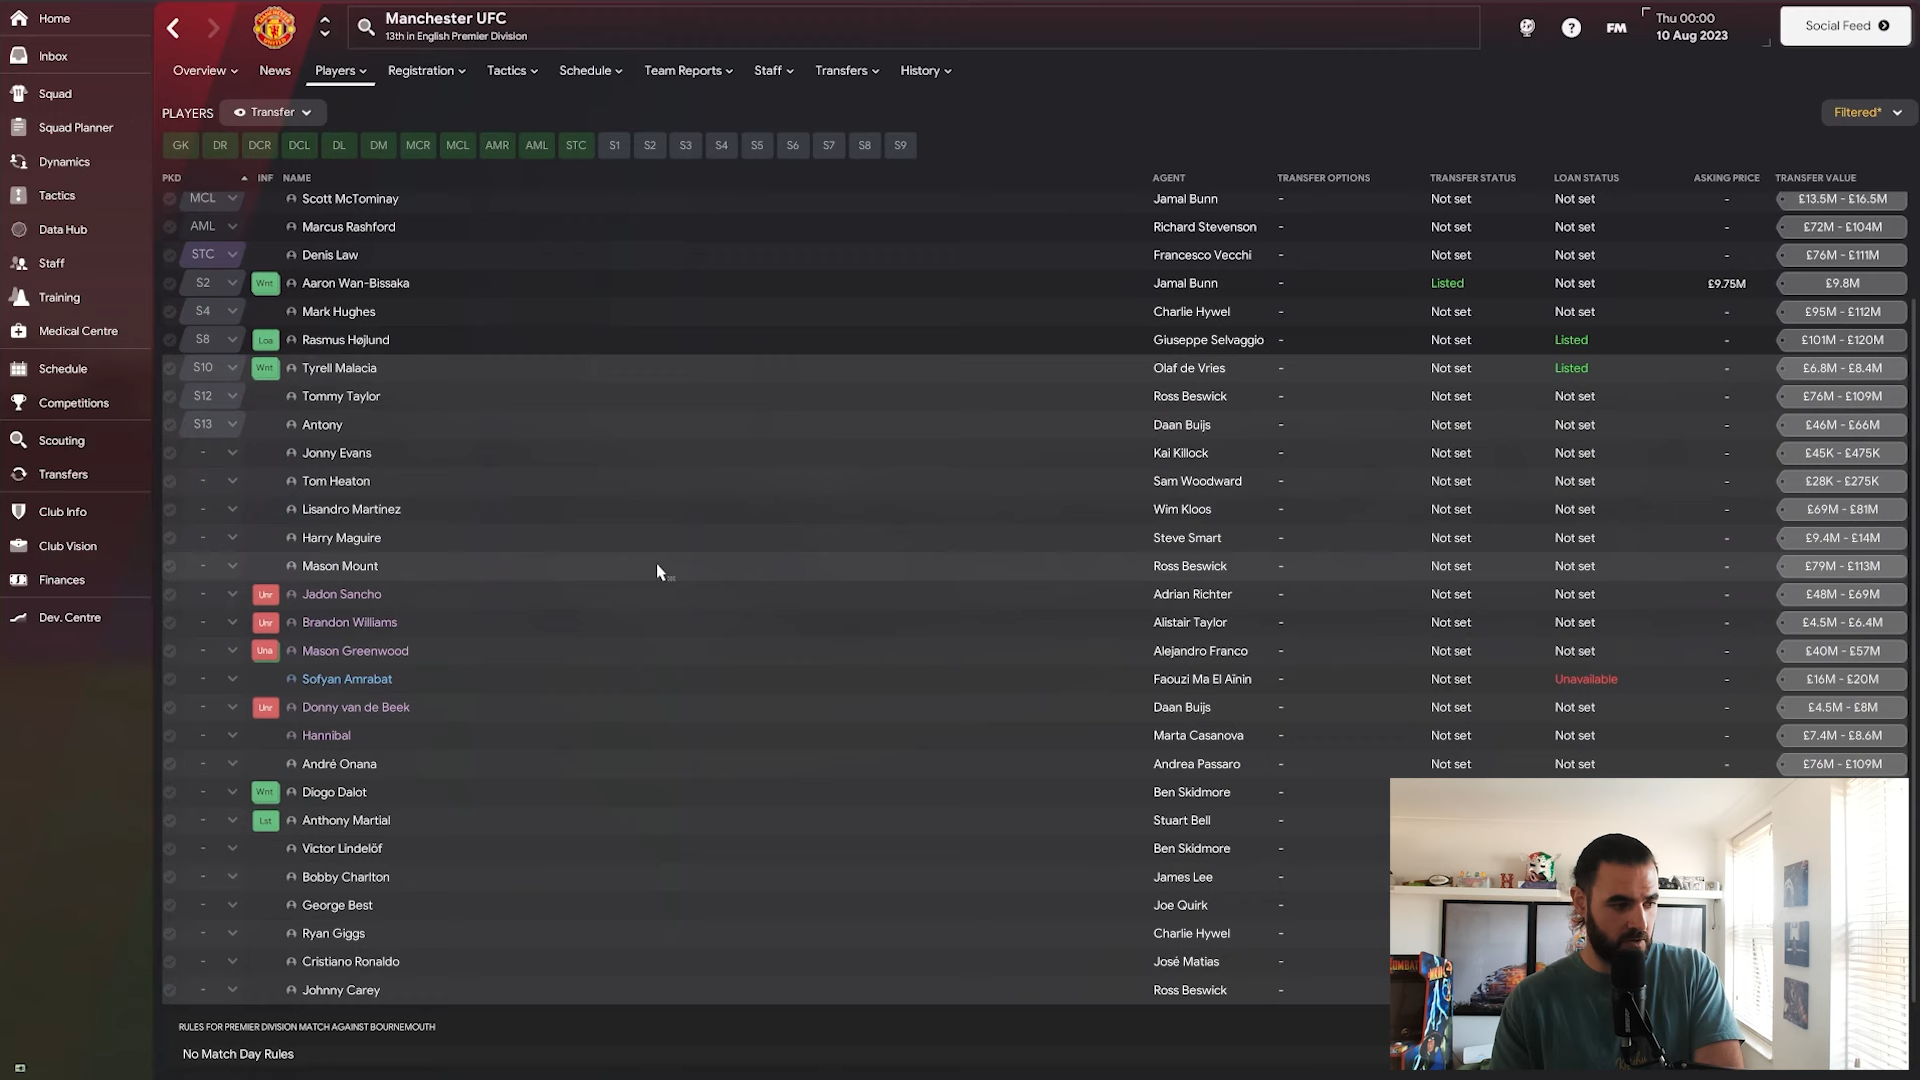 Home
Inbox
Squad
Squad Planner
Dynamics
Tactics
Data Hub
Staff
Training
Medical Centre
Schedule
Competitions
Scouting
Transfers
Club Info
Club Vision
Finances
Dev. Centre
Manchester UFC
13th in English Premier Division
?
FM
Thu 00:00
10 Aug 2023
Social Feed
Overview News Players Registration Tactics Schedule Team Reports Staff Transfers History
PLAYERS Transfer Filtered*
GK DR DCR DCL DL DM MCR MCL AMR AML STC S1 S2 S3 S4 S5 S6 S7 S8 S9
PKD INF NAME AGENT TRANSFER OPTIONS TRANSFER STATUS LOAN STATUS ASKING PRICE TRANSFER VALUE
MCL Scott McTominay Jamal Bunn - Not set Not set - £13.5M - £16.5M
AML Marcus Rashford Richard Stevenson - Not set Not set - £72M - £104M
STC Denis Law Francesco Vecchi - Not set Not set - £76M - £111M
S2 Wnt Aaron Wan-Bissaka Jamal Bunn - Listed Not set £9.75M £9.8M
S4 Mark Hughes Charlie Hywel - Not set Not set - £95M - £112M
S8 Loa Rasmus Højlund Giuseppe Selvaggio - Not set Listed - £101M - £120M
S10 Wnt Tyrell Malacia Olaf de Vries - Not set Listed - £6.8M - £8.4M
S12 Tommy Taylor Ross Beswick - Not set Not set - £76M - £109M
S13 Antony Daan Buijs - Not set Not set - £46M - £66M
- Jonny Evans Kai Killock - Not set Not set - £45K - £475K
- Tom Heaton Sam Woodward - Not set Not set - £28K - £275K
- Lisandro Martínez Wim Kloos - Not set Not set - £69M - £81M
- Harry Maguire Steve Smart - Not set Not set - £9.4M - £14M
- Mason Mount Ross Beswick - Not set Not set - £79M - £113M
- Unr Jadon Sancho Adrian Richter - Not set Not set - £48M - £69M
- Unr Brandon Williams Alistair Taylor - Not set Not set - £4.5M - £6.4M
- Una Mason Greenwood Alejandro Franco - Not set Not set - £40M - £57M
- Sofyan Amrabat Faouzi Ma El Aïnin - Not set Unavailable - £16M - £20M
- Unr Donny van de Beek Daan Buijs - Not set Not set - £4.5M - £8M
- Hannibal Marta Casanova - Not set Not set - £7.4M - £8.6M
- André Onana Andrea Passaro - Not set Not set - £76M - £109M
- Wnt Diogo Dalot Ben Skidmore -
- Lst Anthony Martial Stuart Bell -
- Victor Lindelöf Ben Skidmore -
- Bobby Charlton James Lee -
- George Best Joe Quirk -
- Ryan Giggs Charlie Hywel -
- Cristiano Ronaldo José Matias -
- Johnny Carey Ross Beswick -
RULES FOR PREMIER DIVISION MATCH AGAINST BOURNEMOUTH
No Match Day Rules